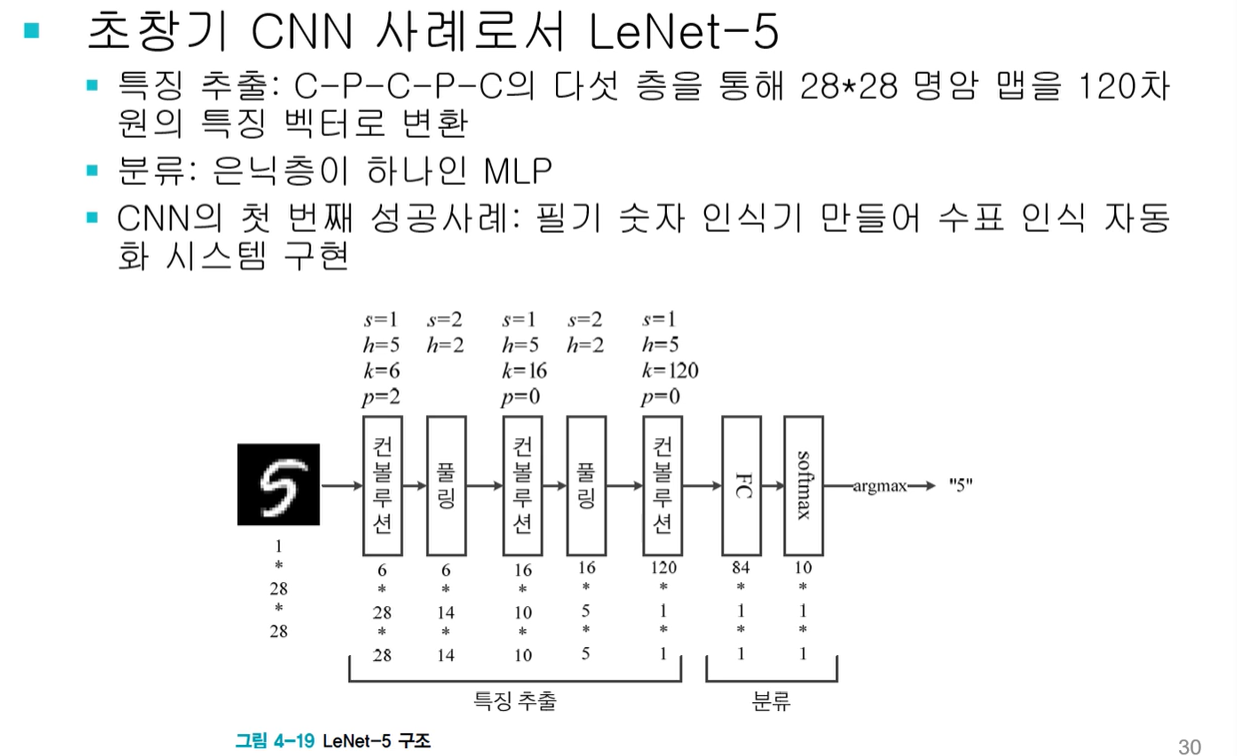 초창기 CNN 사례로서 LeNet-5
특징 추출: C-P-C-P-C의 다섯 층을 통해 28*28 명암 맵을 120차
원의 특징 벡터로 변환
분류: 은닉층이 하나인 MLP
CNN의 첫 번째 성공사례: 필기 숫자 인식기 만들어 수표 인식 자동
화 시스템 구현
s=1 s=2 s=1 s=2 s=1
h=5 h=2 h=5 h=2 h=5
k=6 k=16 k=120
p=2 p=0 p=0
5
컨볼루션
풀링
컨볼루션
풀링
컨볼루션
FC
softmax
argmax
"5"
1 * 28 * 28
6 * 28 * 28
6 * 14 * 14
16 * 10 * 10
16 * 5 * 5
120 * 1 * 1
84 * 1 * 1
10 * 1 * 1
특징 추출
분류
그림 4-19 LeNet-5 구조
30